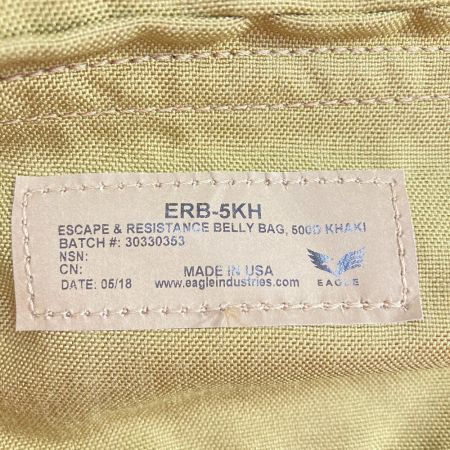 ERB-5KH
ESCAPE & RESISTANCE BELLY BAG, 500D KHAKI
BATCH #: 30330353
NSN:
CN:
DATE: 05/18
MADE IN USA
www.eagleindustries.com
EAGLE